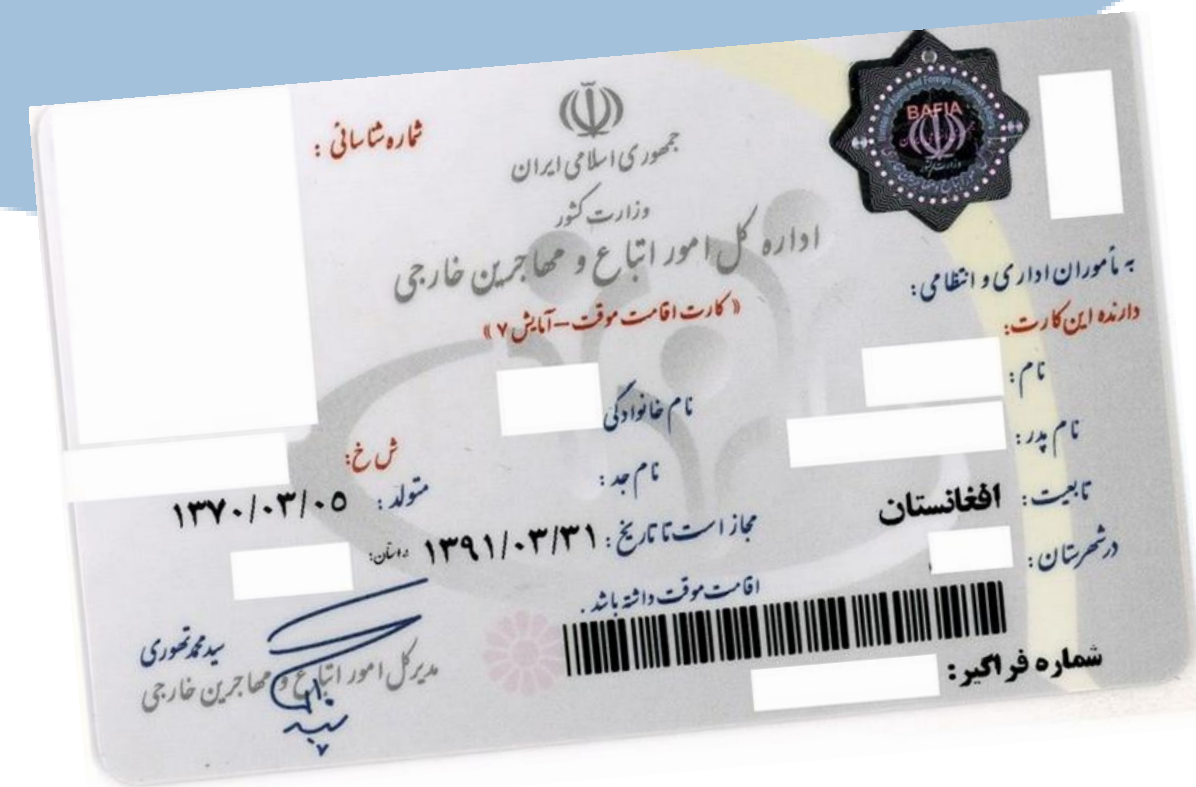 شماره شناسائی :
جمهوری اسلامی ایران
وزارت کشور
اداره کل امور اتباع و مهاجرین خارجی
« کارت اقامت موقت – آمایش ۷ »
BAFIA
به مأموران اداری و انتظامی :
دارنده این کارت :
نام :
نام خانوادگی
نام پدر :
نام جد :
ش خ :
تابعیت : افغانستان
متولد : ۱۳۷۰/۰۳/۰۵
در شهرستان :
در استان :
مجاز است تا تاریخ : ۱۳۹۱/۰۳/۳۱
اقامت موقت داشته باشد .
شماره فراگیر :
سید محمد تهوری
مدیرکل امور اتباع و مهاجرین خارجی